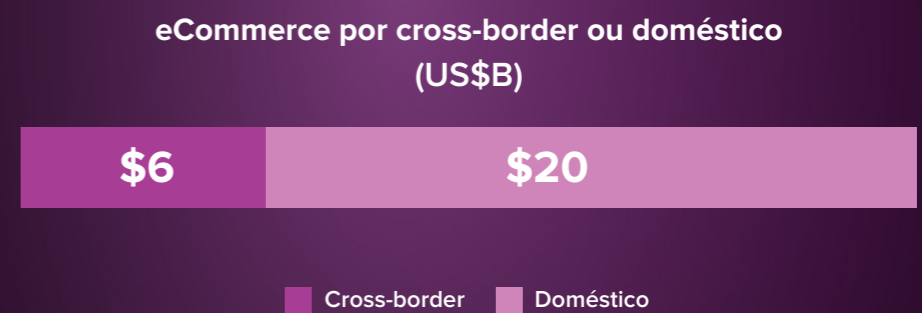 eCommerce por cross-border ou doméstico
(US$B)
$6 $20
Cross-border Doméstico